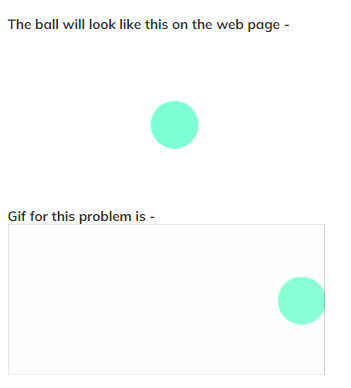 The ball will look like this on the web page -
Gif for this problem is -